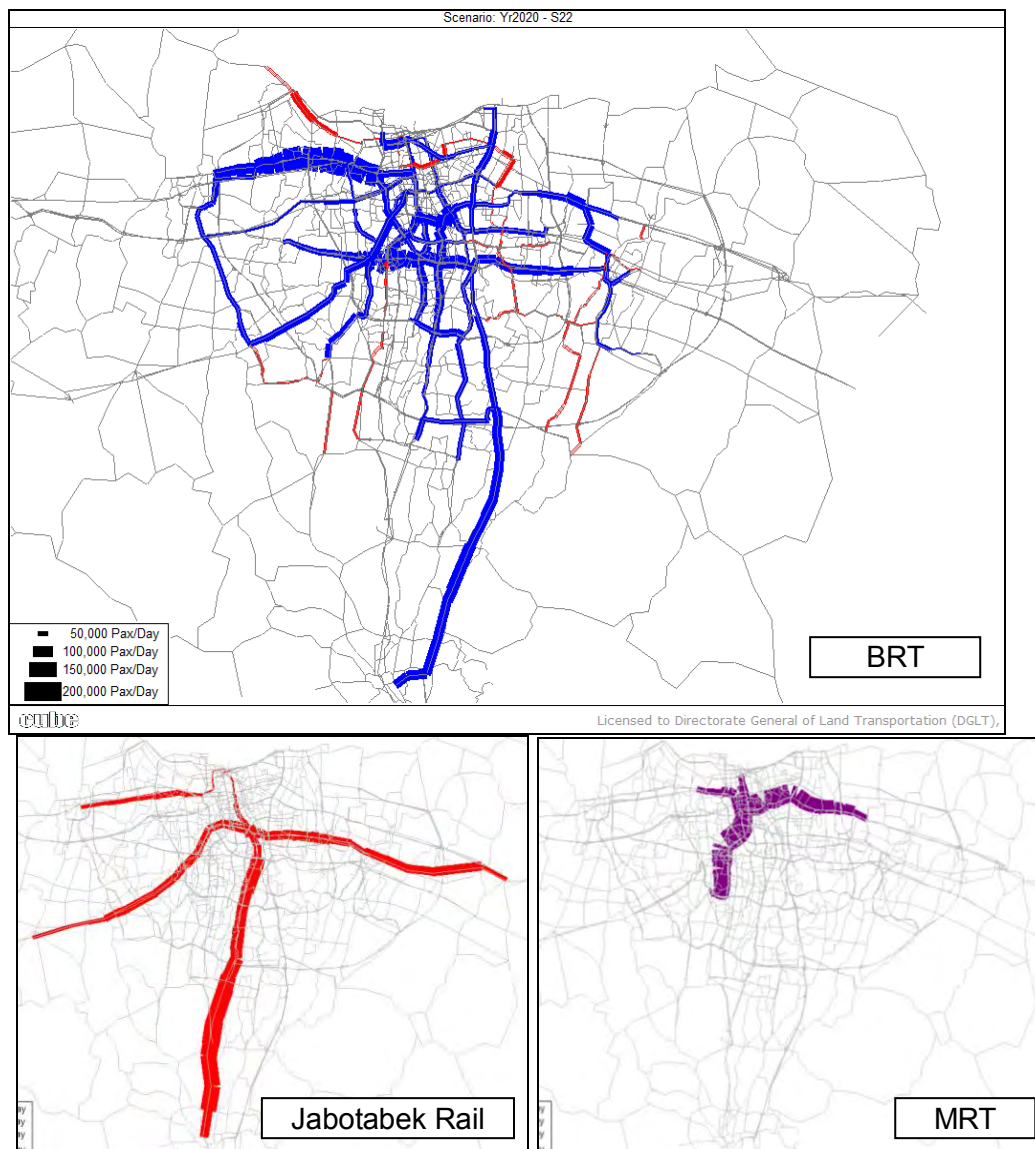 Scenario: Yr2020 - S22
50,000 Pax/Day
100,000 Pax/Day
150,000 Pax/Day
200,000 Pax/Day
BRT
cube
Licensed to Directorate General of Land Transportation (DGLT),
Jabotabek Rail
MRT